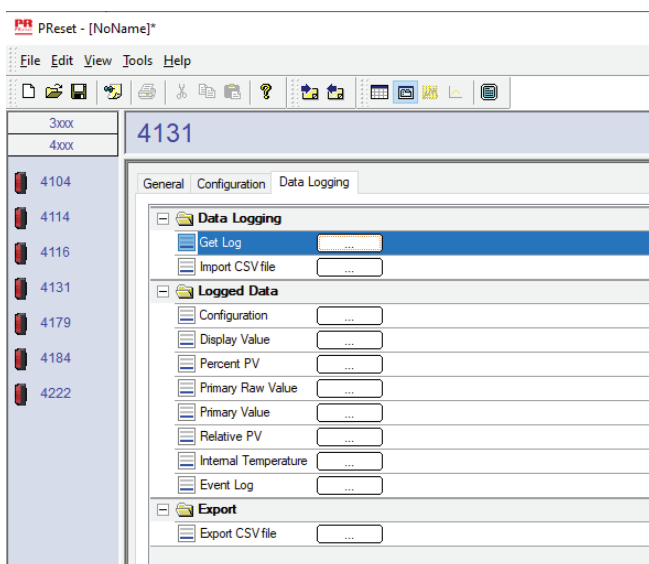 PR PReset - [NoName]*
File Edit View Tools Help
3xxx
4xxx
4131
4104
4114
4116
4131
4179
4184
4222
General Configuration Data Logging
Data Logging
Get Log ...
Import CSV file ...
Logged Data
Configuration ...
Display Value ...
Percent PV ...
Primary Raw Value ...
Primary Value ...
Relative PV ...
Internal Temperature ...
Event Log ...
Export
Export CSV file ...